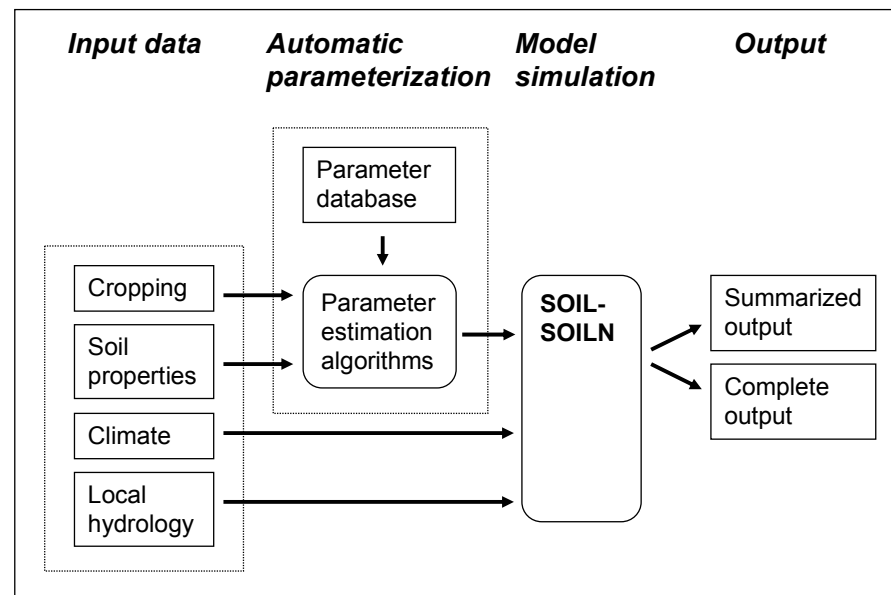 Input data
Automatic
parameterization
Model
simulation
Output
Parameter
database
Cropping
Soil
properties
Climate
Local
hydrology
Parameter
estimation
algorithms
SOIL-
SOILN
Summarized
output
Complete
output